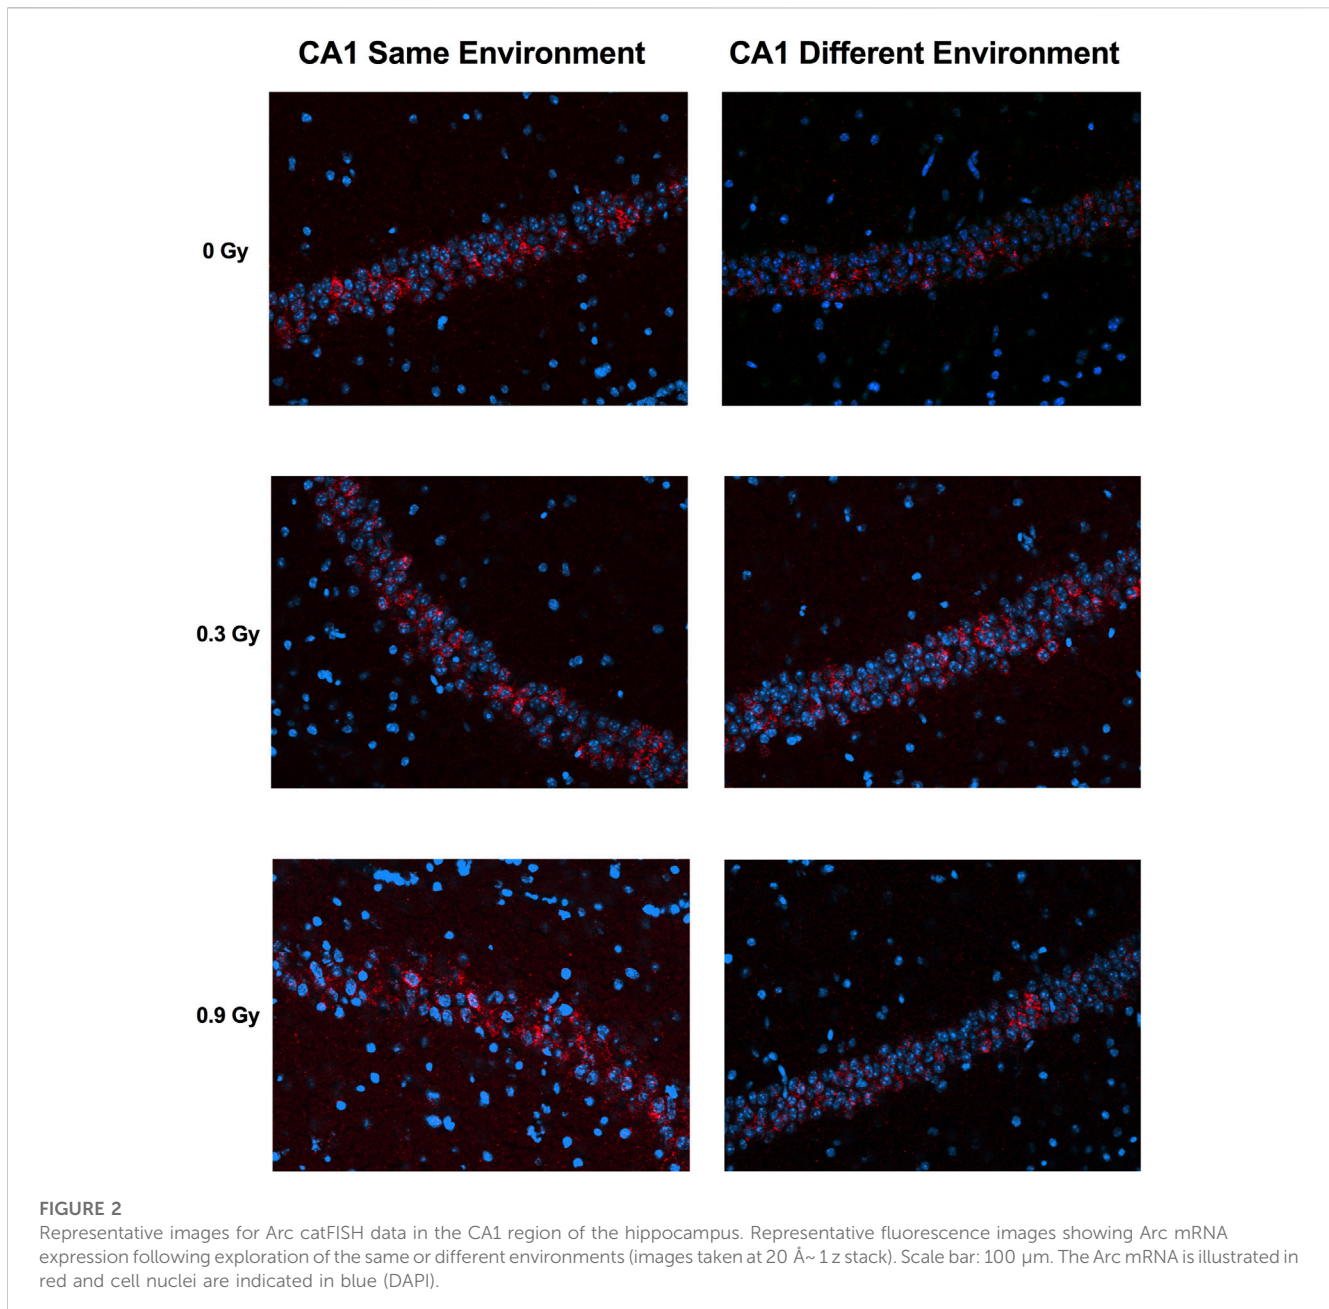 CA1 Same Environment
CA1 Different Environment
0 Gy
0.3 Gy
0.9 Gy
FIGURE 2
Representative images for Arc catFISH data in the CA1 region of the hippocampus. Representative fluorescence images showing Arc mRNA
expression following exploration of the same or different environments (images taken at 20 Å~ 1 z stack). Scale bar: 100 μm. The Arc mRNA is illustrated in
red and cell nuclei are indicated in blue (DAPI).